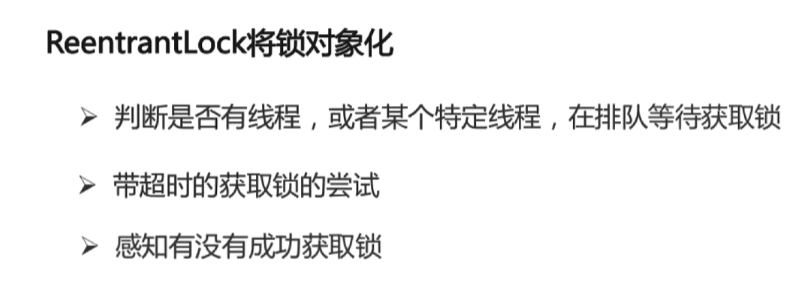 ReentrantLock将锁对象化
➢ 判断是否有线程，或者某个特定线程，在排队等待获取锁
➢ 带超时的获取锁的尝试
➢ 感知有没有成功获取锁